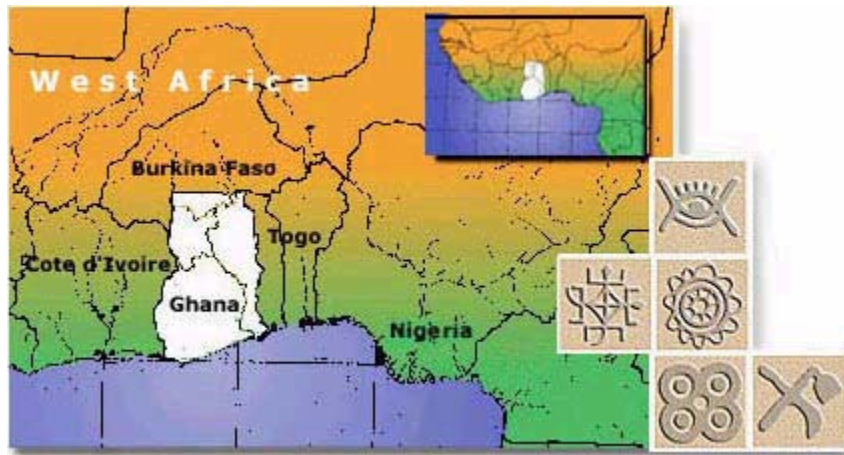 West Africa
Burkina Faso
Togo
Cote d'Ivoire
Ghana
Nigeria